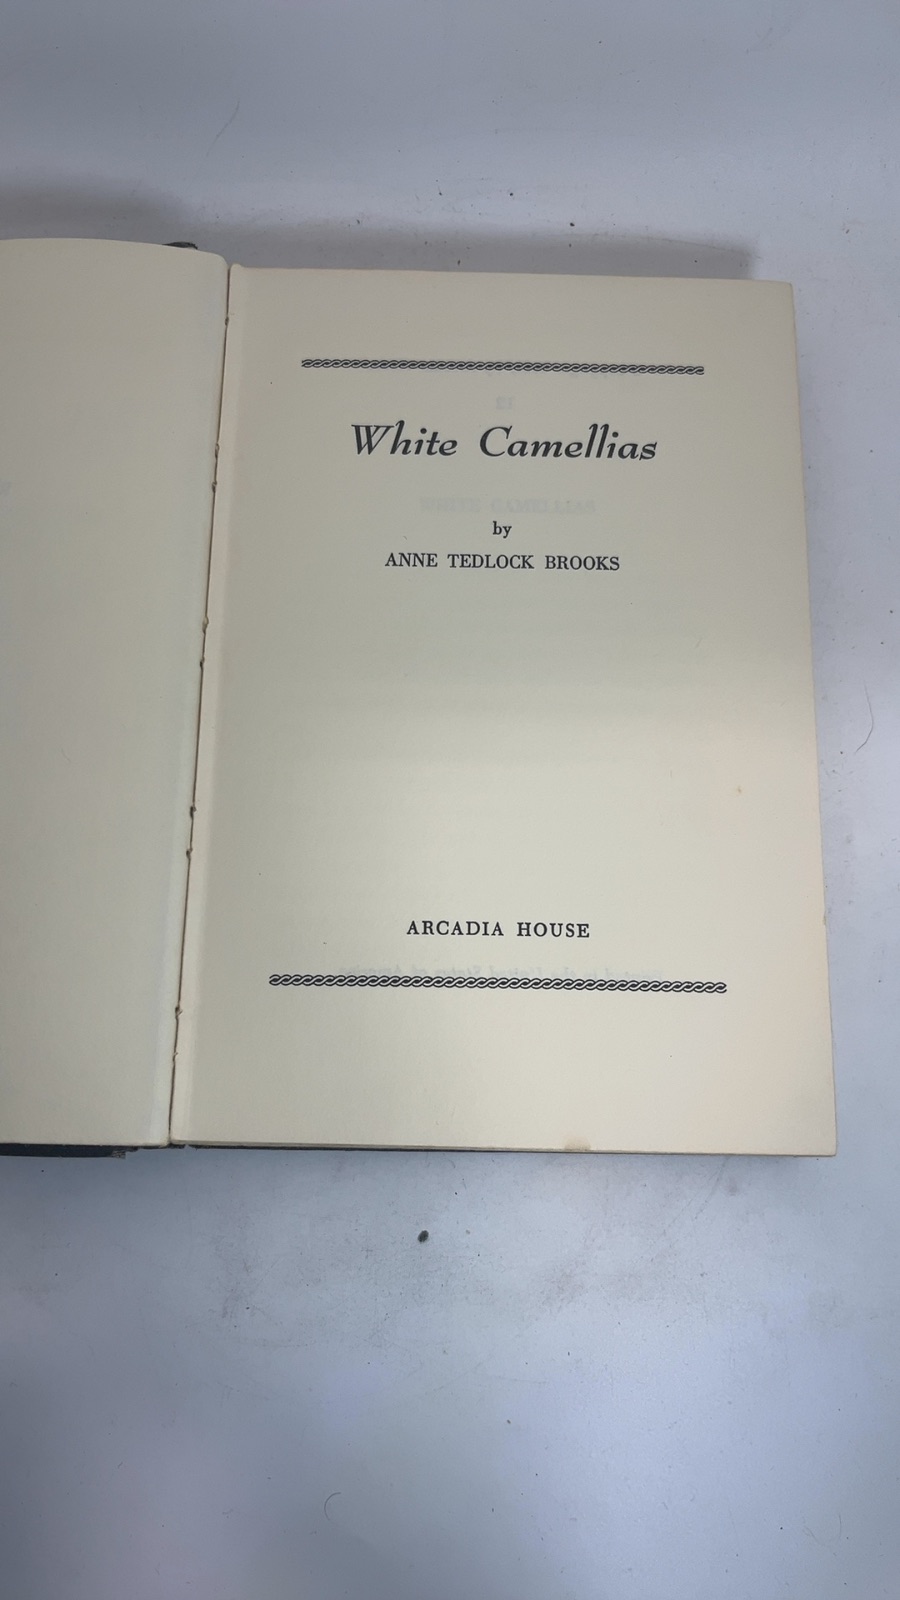 White Camellias
by
ANNE TEDLOCK BROOKS
ARCADIA HOUSE